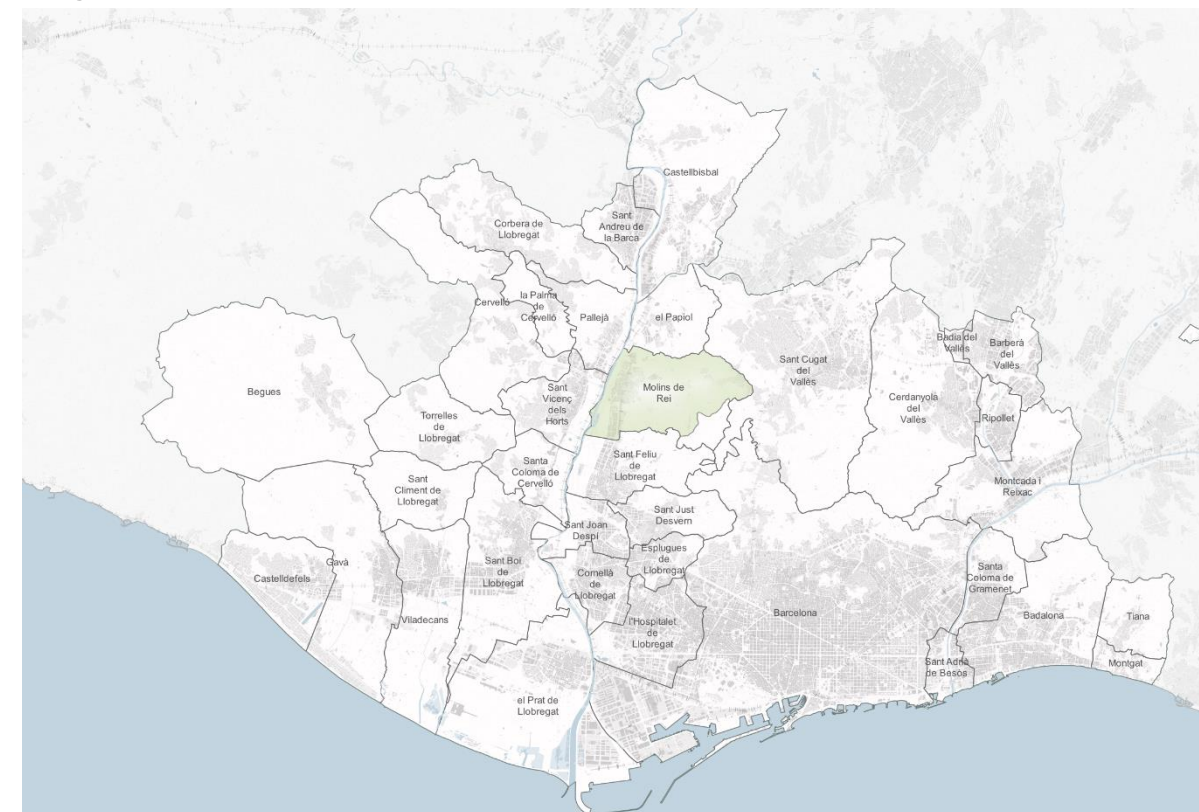 Castellbisbal
Sant
Andreu de
la Barca
Corbera de
Llobregat
Cervelló
la Palma
de
Cervelló
Pallejà
el Papiol
Sant Cugat
del
Vallès
Badia del
Vallès
Barberà
del
Vallès
Begues
Molins de
Rei
Sant
Vicenç
dels
Horts
Torrelles
de
Llobregat
Cerdanyola
del
Vallès
Ripollet
Santa
Coloma de
Cervelló
Sant Feliu
de
Llobregat
Sant
Climent de
Llobregat
Montcada i
Reixac
Sant Just
Desvern
Sant Joan
Despí
Esplugues
de
Llobregat
Gavà
Castelldefels
Sant Boi
de
Llobregat
Cornellà
de
Llobregat
Santa
Coloma de
Gramenet
Viladecans
l'Hospitalet
de
Llobregat
Barcelona
Badalona
Tiana
Montgat
Sant Adrià
de Besòs
el Prat de
Llobregat